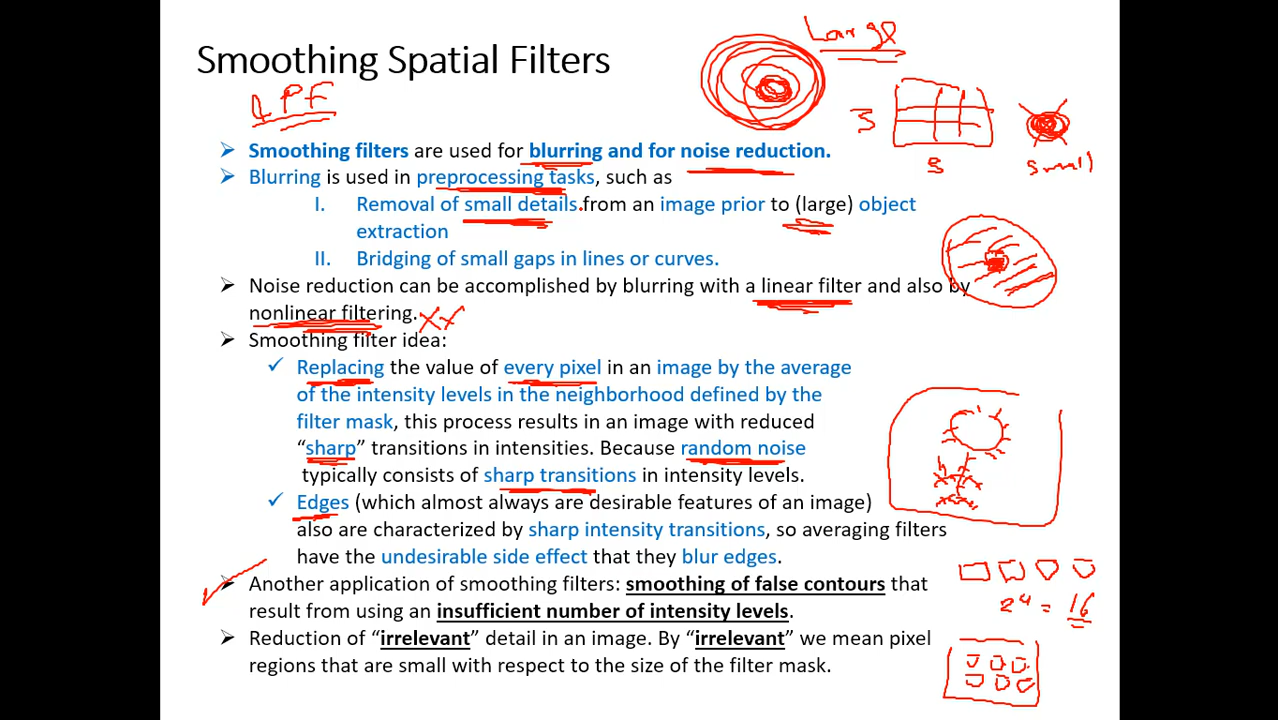 Large
Smoothing Spatial Filters
LPF
3
3
small
➢ Smoothing filters are used for blurring and for noise reduction.
➢ Blurring is used in preprocessing tasks, such as
I. Removal of small details from an image prior to (large) object
extraction
II. Bridging of small gaps in lines or curves.
➢ Noise reduction can be accomplished by blurring with a linear filter and also by
nonlinear filtering.
➢ Smoothing filter idea:
✓ Replacing the value of every pixel in an image by the average
of the intensity levels in the neighborhood defined by the
filter mask, this process results in an image with reduced
“sharp” transitions in intensities. Because random noise
typically consists of sharp transitions in intensity levels.
✓ Edges (which almost always are desirable features of an image)
also are characterized by sharp intensity transitions, so averaging filters
have the undesirable side effect that they blur edges.
➢ Another application of smoothing filters: smoothing of false contours that
result from using an insufficient number of intensity levels.
2⁴ = 16
➢ Reduction of “irrelevant” detail in an image. By “irrelevant” we mean pixel
regions that are small with respect to the size of the filter mask.